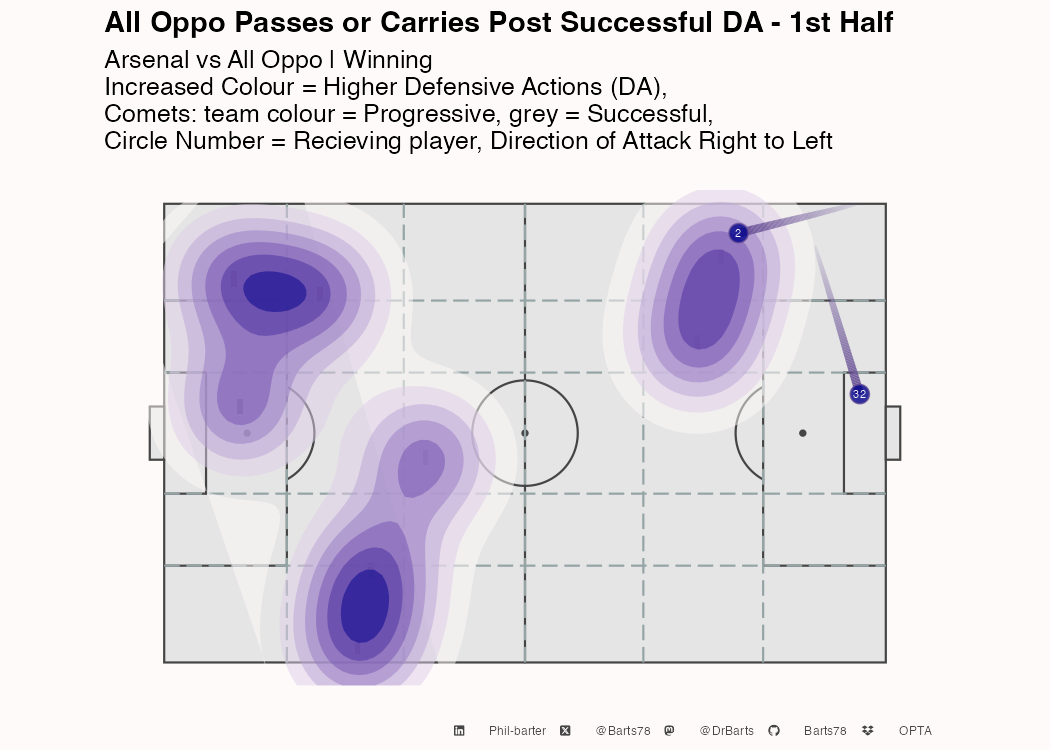 All Oppo Passes or Carries Post Successful DA - 1st Half
Arsenal vs All Oppo | Winning
Increased Colour = Higher Defensive Actions (DA),
Comets: team colour = Progressive, grey = Successful,
Circle Number = Recieving player, Direction of Attack Right to Left
2
32
Phil-barter @Barts78 @DrBarts Barts78 OPTA